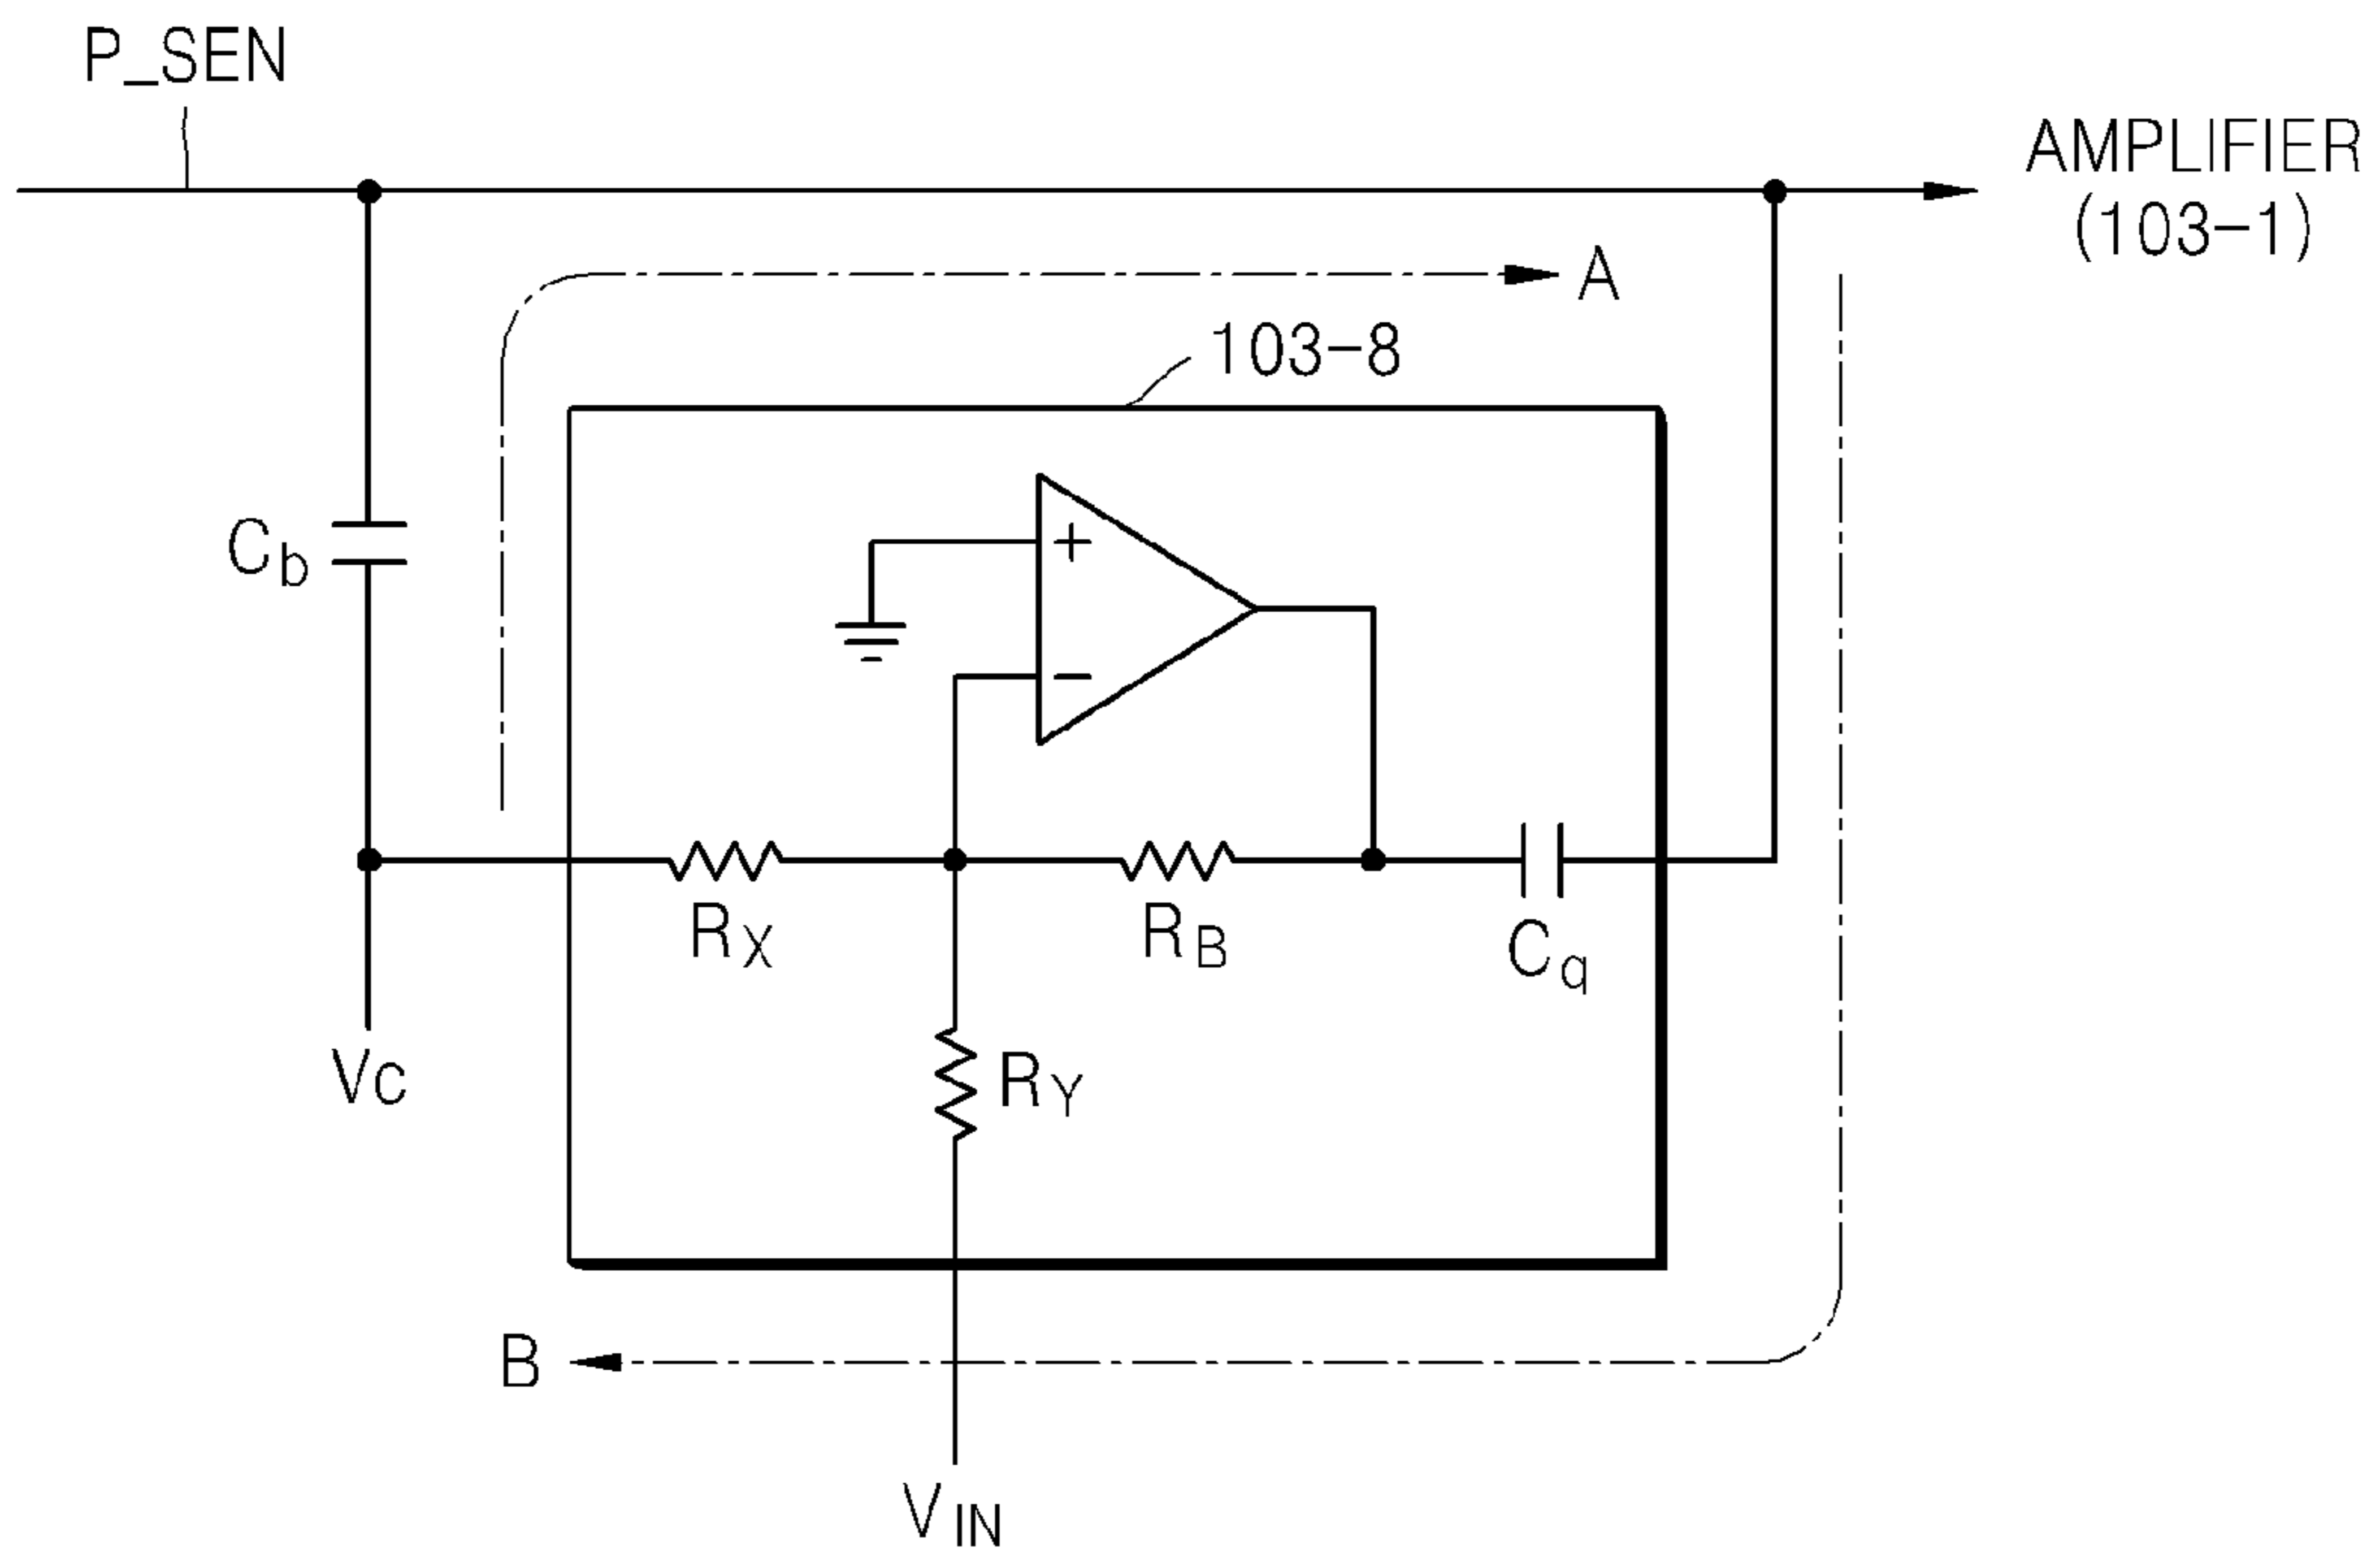 P_SEN
AMPLIFIER
(103-1)
A
103-8
+
Cb
−
RX
RB
Cq
RY
Vc
B
VIN